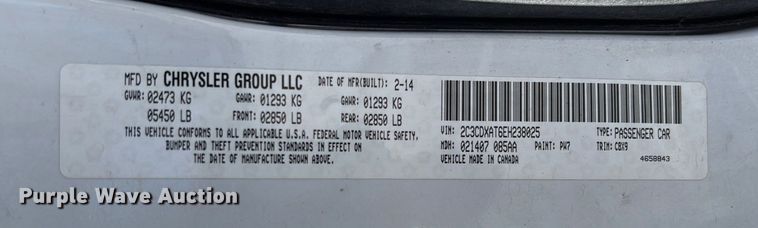 MFD BY CHRYSLER GROUP LLC DATE OF MFR(BUILT): 2-14
GVWR: 02473 KG GAWR: 01293 KG GAWR: 01293 KG
05450 LB FRONT: 02850 LB REAR: 02850 LB
THIS VEHICLE CONFORMS TO ALL APPLICABLE U.S.A. FEDERAL MOTOR VEHICLE SAFETY,
BUMPER AND THEFT PREVENTION STANDARDS IN EFFECT ON
THE DATE OF MANUFACTURE SHOWN ABOVE.
VIN: 2C3CDXAT6EH238025 TYPE: PASSENGER CAR
MDH: 021407 085AA PAINT: PW7 TRIM: CBX9
VEHICLE MADE IN CANADA 4658843
Purple Wave Auction